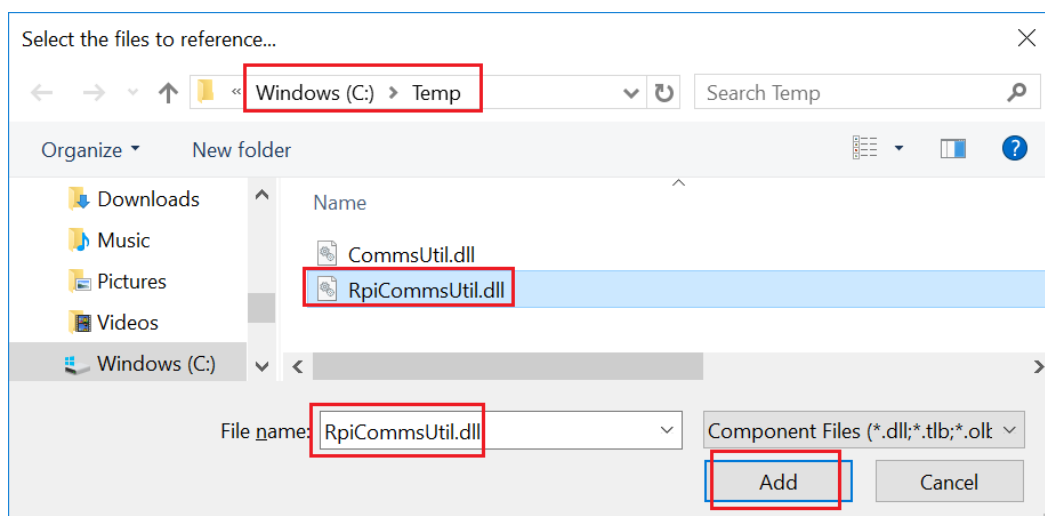 Select the files to reference...
« Windows (C:) > Temp
Search Temp
Organize
New folder
Downloads
Music
Pictures
Videos
Windows (C:)
Name
CommsUtil.dll
RpiCommsUtil.dll
File name:
RpiCommsUtil.dll
Component Files (*.dll;*.tlb;*.olb
Add
Cancel